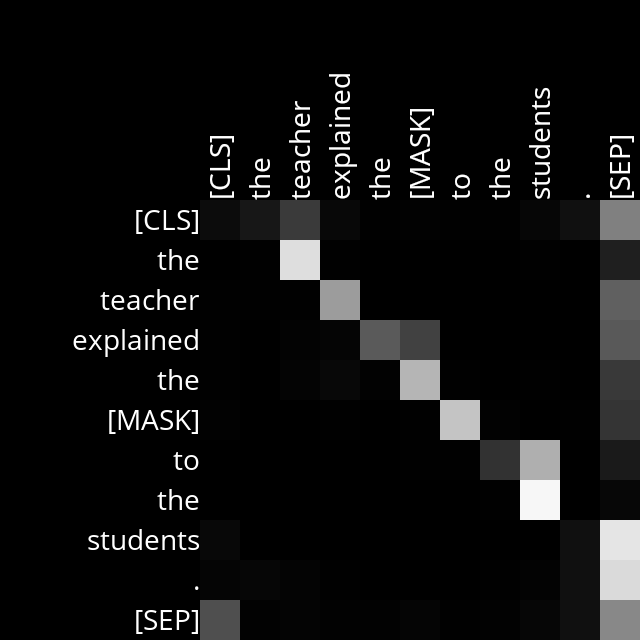 [CLS]
the
teacher
explained
the
[MASK]
to
the
students
.
[SEP]
[CLS]
the
teacher
explained
the
[MASK]
to
the
students
.
[SEP]